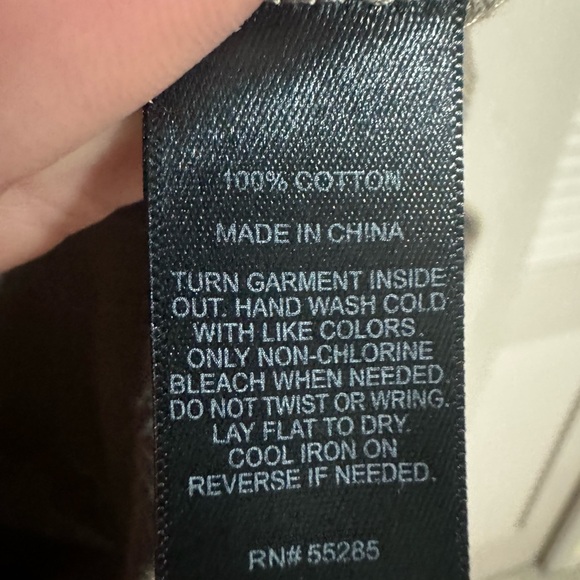 100% COTTON
MADE IN CHINA
TURN GARMENT INSIDE
OUT. HAND WASH COLD
WITH LIKE COLORS.
ONLY NON-CHLORINE
BLEACH WHEN NEEDED.
DO NOT TWIST OR WRING.
LAY FLAT TO DRY.
COOL IRON ON
REVERSE IF NEEDED.
RN# 55285